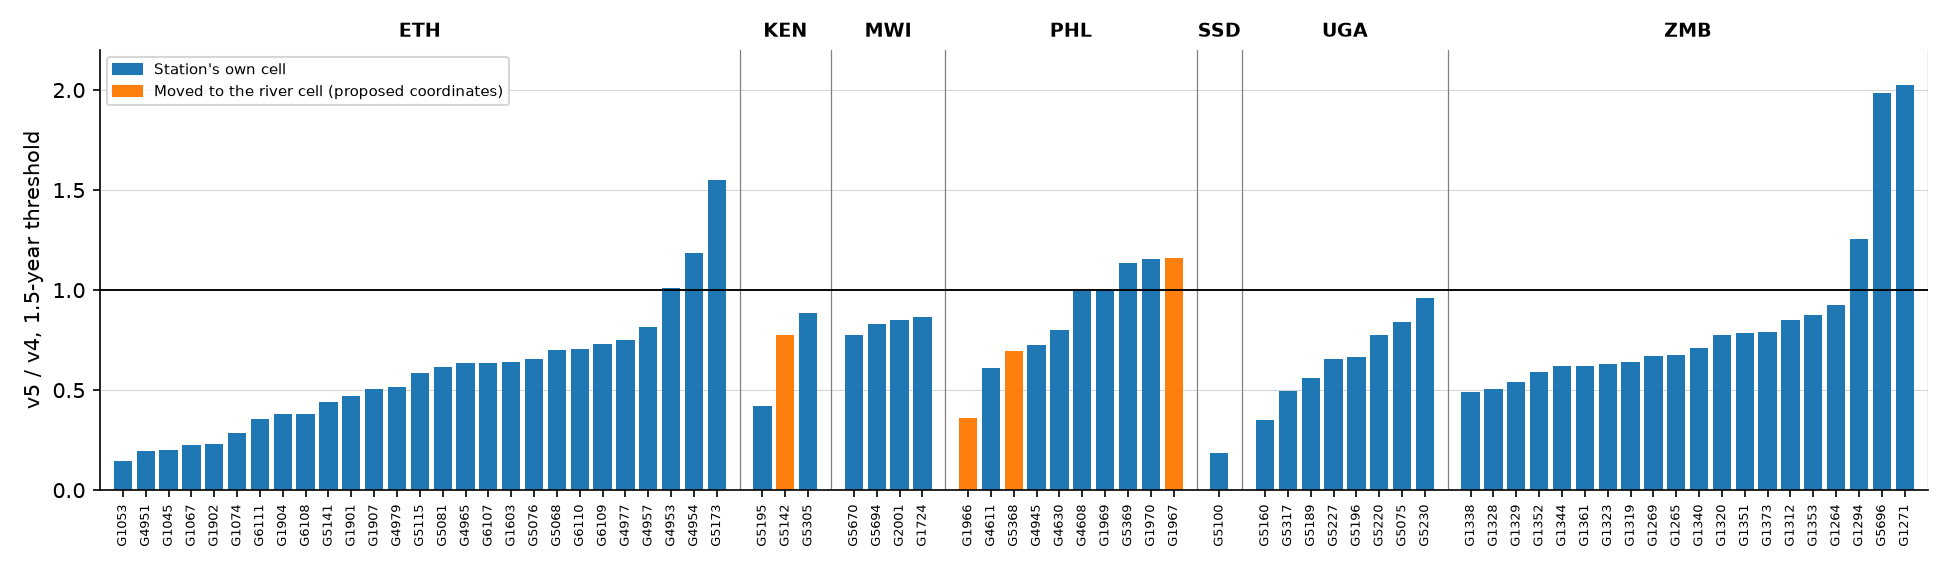 ETH KEN MWI PHL SSD UGA ZMB
Station's own cell
Moved to the river cell (proposed coordinates)
v5 / v4, 1.5-year threshold
2.0
1.5
1.0
0.5
0.0
G1053 G4951 G1045 G1067 G1902 G1074 G6111 G1904 G6108 G5141 G1901 G1907 G4979 G5115 G5081 G4965 G6107 G1603 G5076 G5068 G6110 G6109 G4977 G4957 G4953 G4954 G5173 G5195 G5142 G5305 G5670 G5694 G2001 G1724 G1966 G4611 G5368 G4945 G4630 G4608 G1969 G5369 G1970 G1967 G5100 G5160 G5317 G5189 G5227 G5196 G5220 G5075 G5230 G1338 G1328 G1329 G1352 G1344 G1361 G1323 G1319 G1269 G1265 G1340 G1320 G1351 G1373 G1312 G1353 G1264 G1294 G5696 G1271